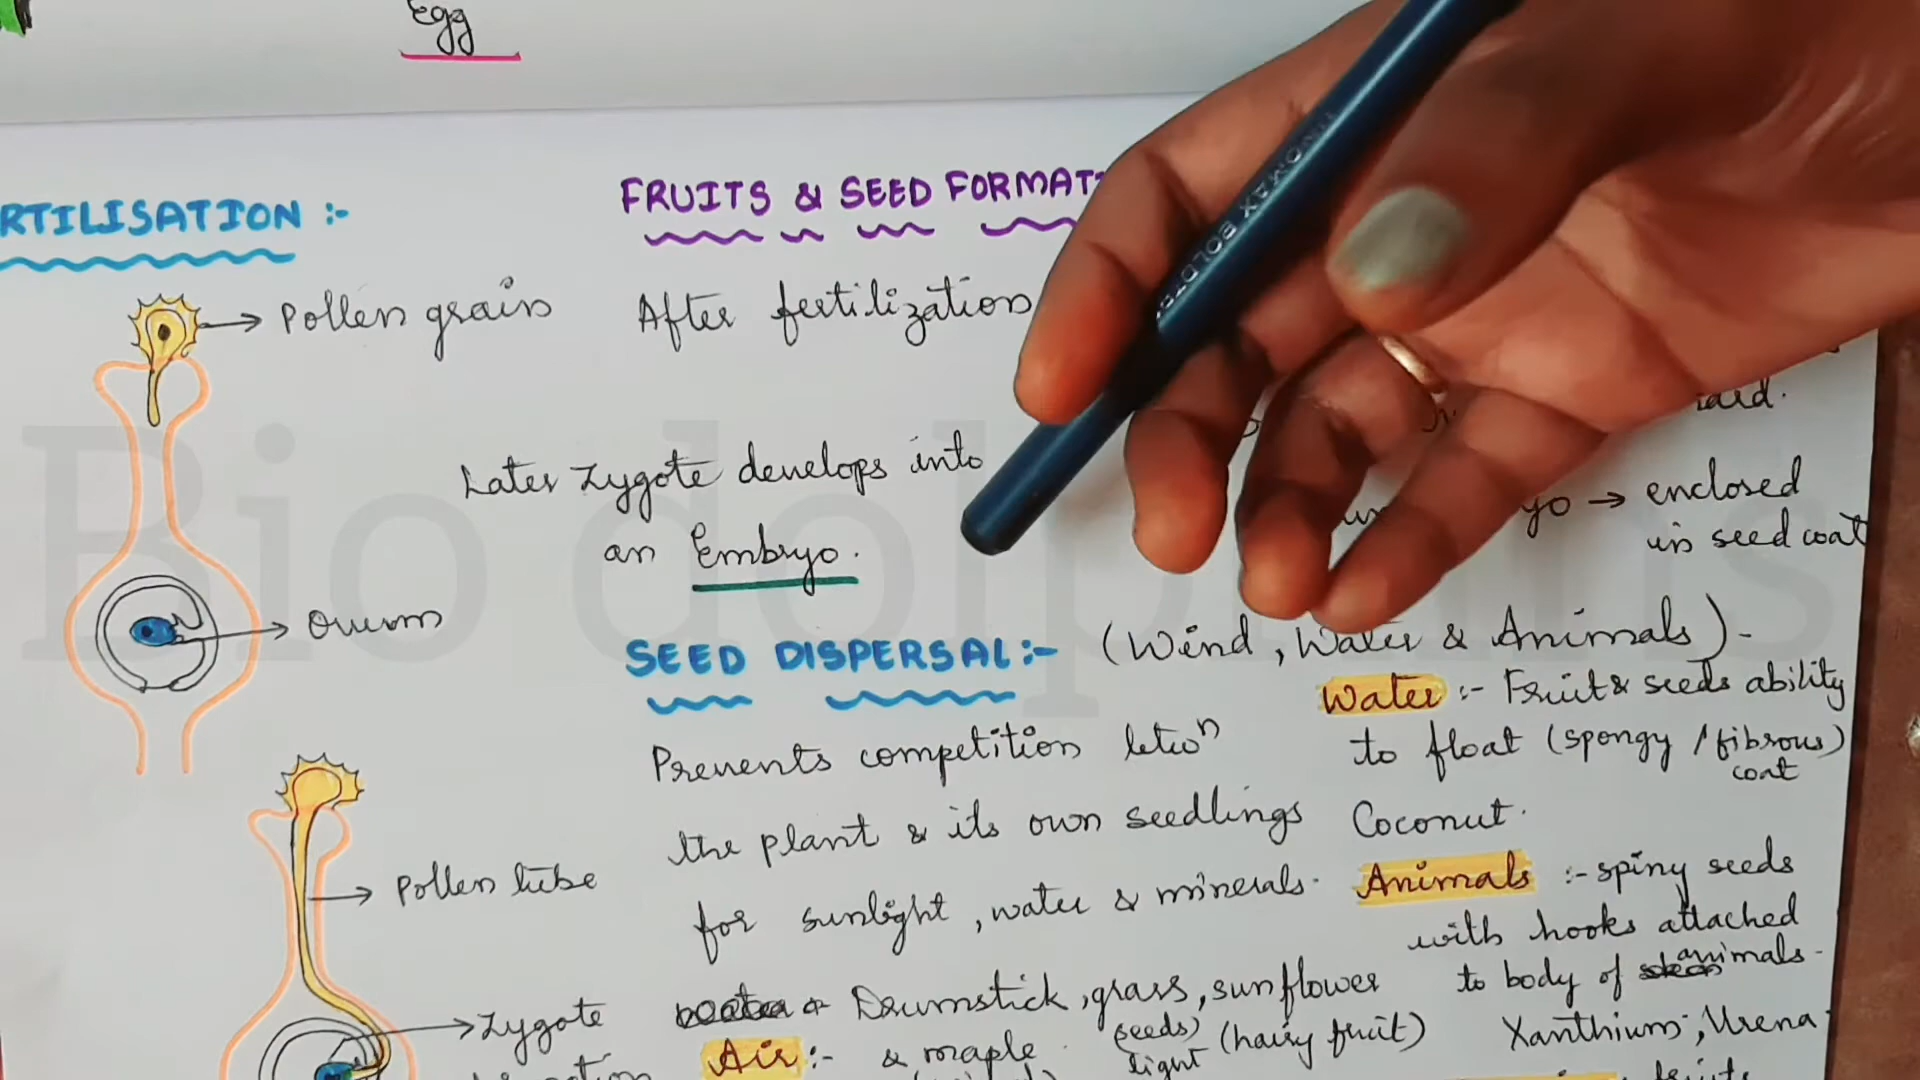 Egg
RTILISATION :-
FRUITS & SEED FORMAT
Pollen grain
After fertilization
Later Zygote develops into
an Embryo.
enclosed
in seed coat
Ovum
SEED DISPERSAL:- (Wind, Water & Animals)-
Prevents competition betwn
the plant & its own seedlings
for sunlight, water & minerals.
Water :- Fruit & seeds ability
to float (spongy / fibrous)
coat
Coconut.
Animals :- spiny seeds
with hooks attached
to body of animals.
Xanthium, Urena.
Pollen tube
Zygote
Drumstick, grass, sunflower
Air :- & maple
seeds) (hairy fruit)
light
fruits
Bio dolphins